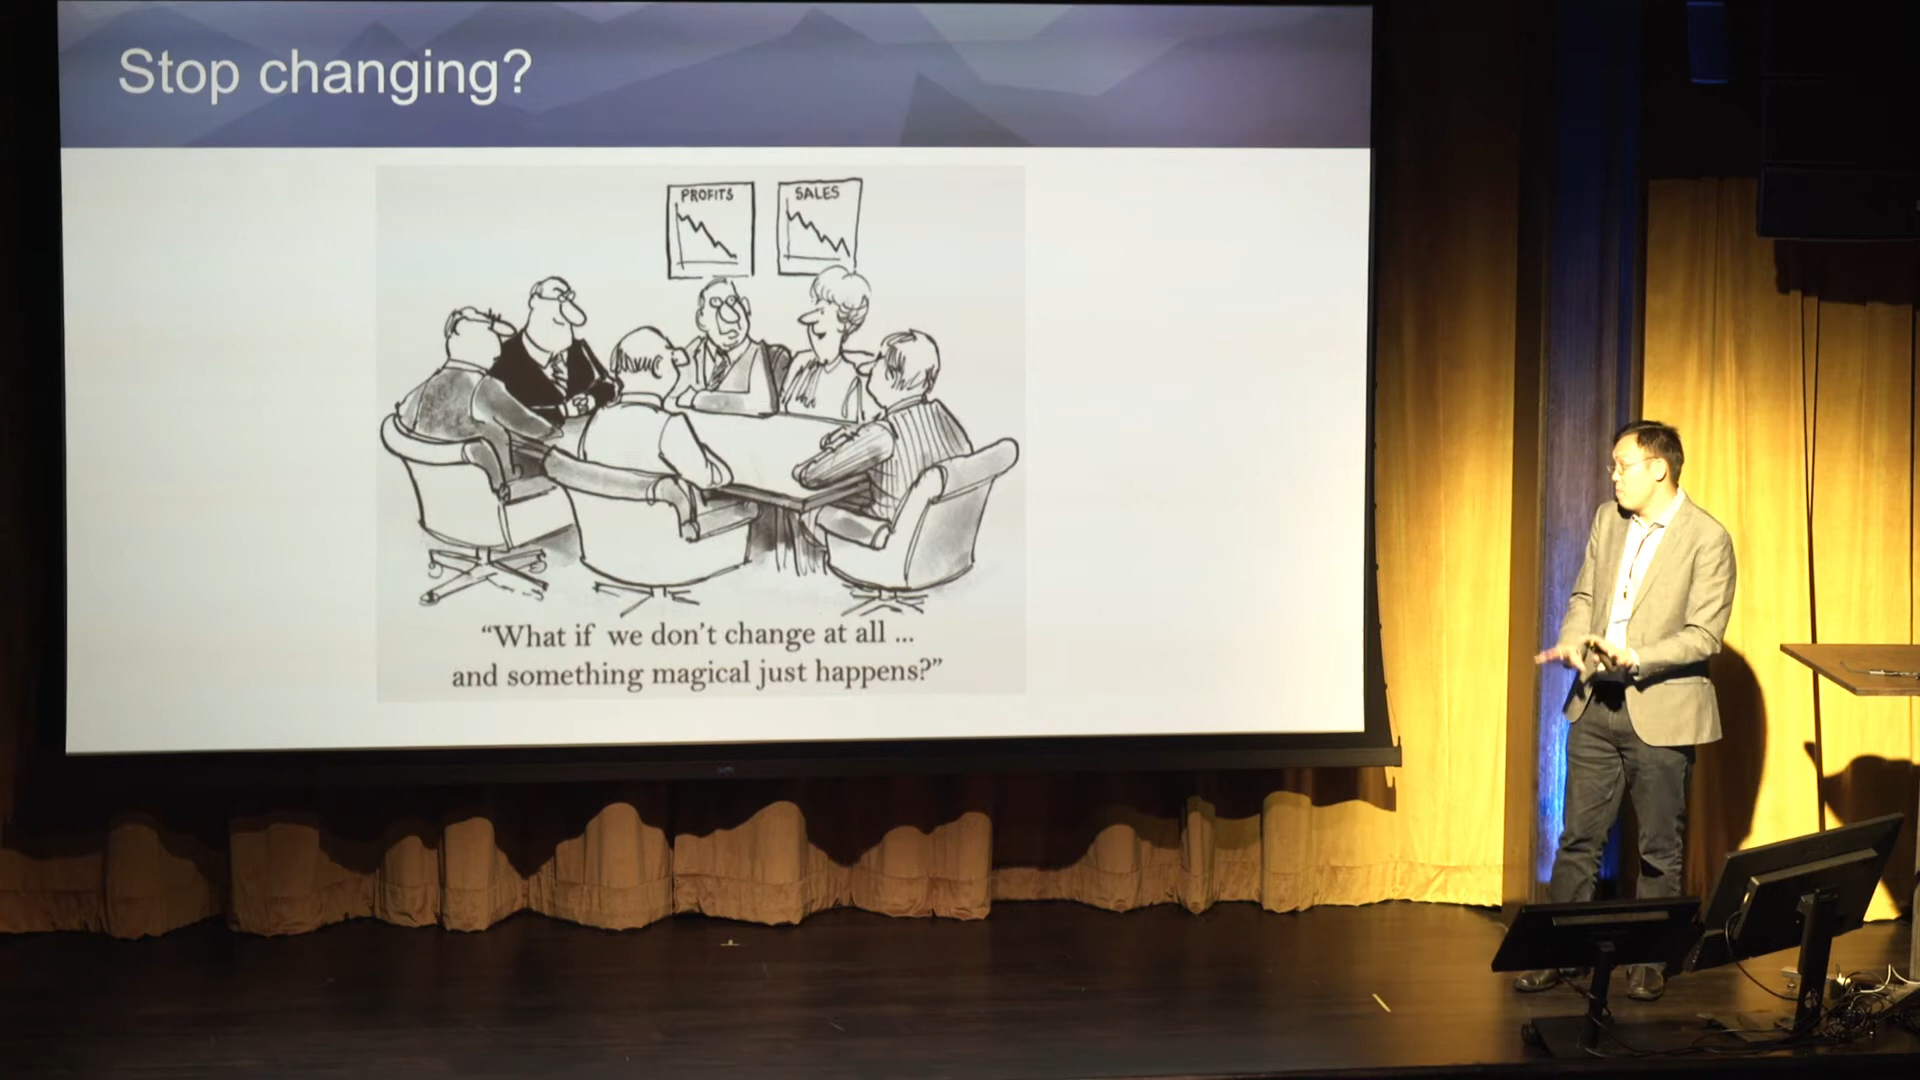 Stop changing?
PROFITS
SALES
“What if we don’t change at all ...
and something magical just happens?”